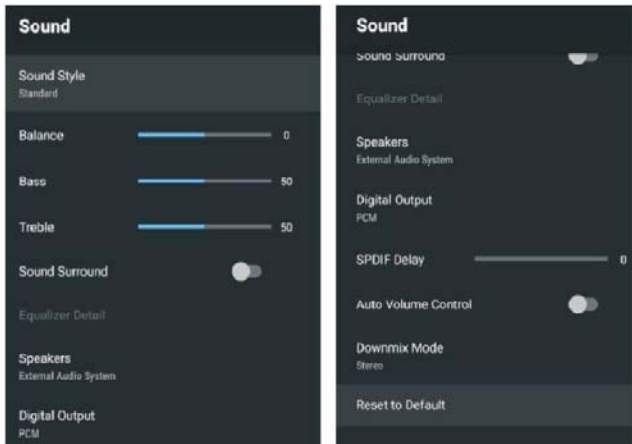 Sound
Sound Style
Standard
Balance 0
Bass 50
Treble 50
Sound Surround
Equalizer Detail
Speakers
External Audio System
Digital Output
PCM
Sound
Sound Surround
Equalizer Detail
Speakers
External Audio System
Digital Output
PCM
SPDIF Delay 0
Auto Volume Control
Downmix Mode
Stereo
Reset to Default